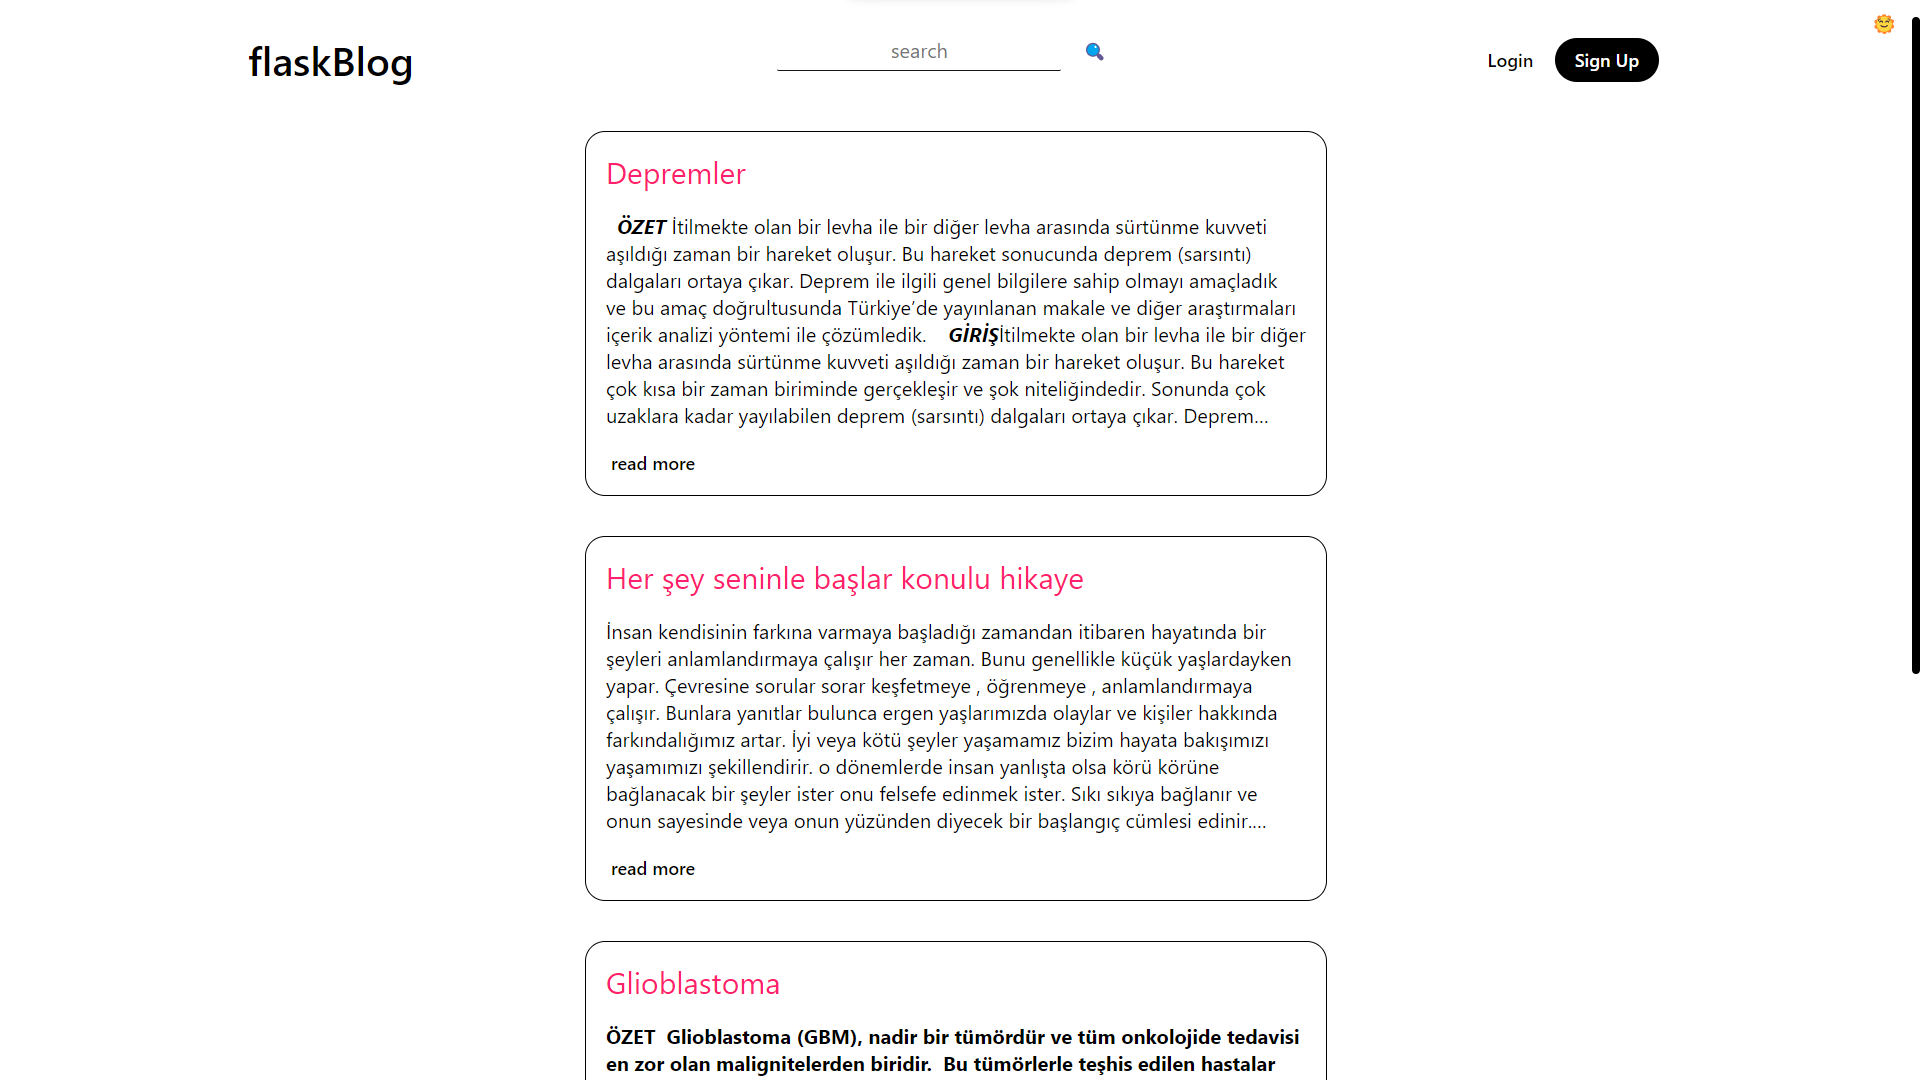 flaskBlog
search
Login
Sign Up
Depremler
ÖZET İtilmekte olan bir levha ile bir diğer levha arasında sürtünme kuvveti
aşıldığı zaman bir hareket oluşur. Bu hareket sonucunda deprem (sarsıntı)
dalgaları ortaya çıkar. Deprem ile ilgili genel bilgilere sahip olmayı amaçladık
ve bu amaç doğrultusunda Türkiye’de yayınlanan makale ve diğer araştırmaları
içerik analizi yöntemi ile çözümledik. GİRİŞİtilmekte olan bir levha ile bir diğer
levha arasında sürtünme kuvveti aşıldığı zaman bir hareket oluşur. Bu hareket
çok kısa bir zaman biriminde gerçekleşir ve şok niteliğindedir. Sonunda çok
uzaklara kadar yayılabilen deprem (sarsıntı) dalgaları ortaya çıkar. Deprem...
read more
Her şey seninle başlar konulu hikaye
İnsan kendisinin farkına varmaya başladığı zamandan itibaren hayatında bir
şeyleri anlamlandırmaya çalışır her zaman. Bunu genellikle küçük yaşlardayken
yapar. Çevresine sorular sorar keşfetmeye , öğrenmeye , anlamlandırmaya
çalışır. Bunlara yanıtlar bulunca ergen yaşlarımızda olaylar ve kişiler hakkında
farkındalığımız artar. İyi veya kötü şeyler yaşamamız bizim hayata bakışımızı
yaşamımızı şekillendirir. o dönemlerde insan yanlışta olsa körü körüne
bağlanacak bir şeyler ister onu felsefe edinmek ister. Sıkı sıkıya bağlanır ve
onun sayesinde veya onun yüzünden diyecek bir başlangıç cümlesi edinir....
read more
Glioblastoma
ÖZET Glioblastoma (GBM), nadir bir tümördür ve tüm onkolojide tedavisi
en zor olan malignitelerden biridir. Bu tümörlerle teşhis edilen hastalar